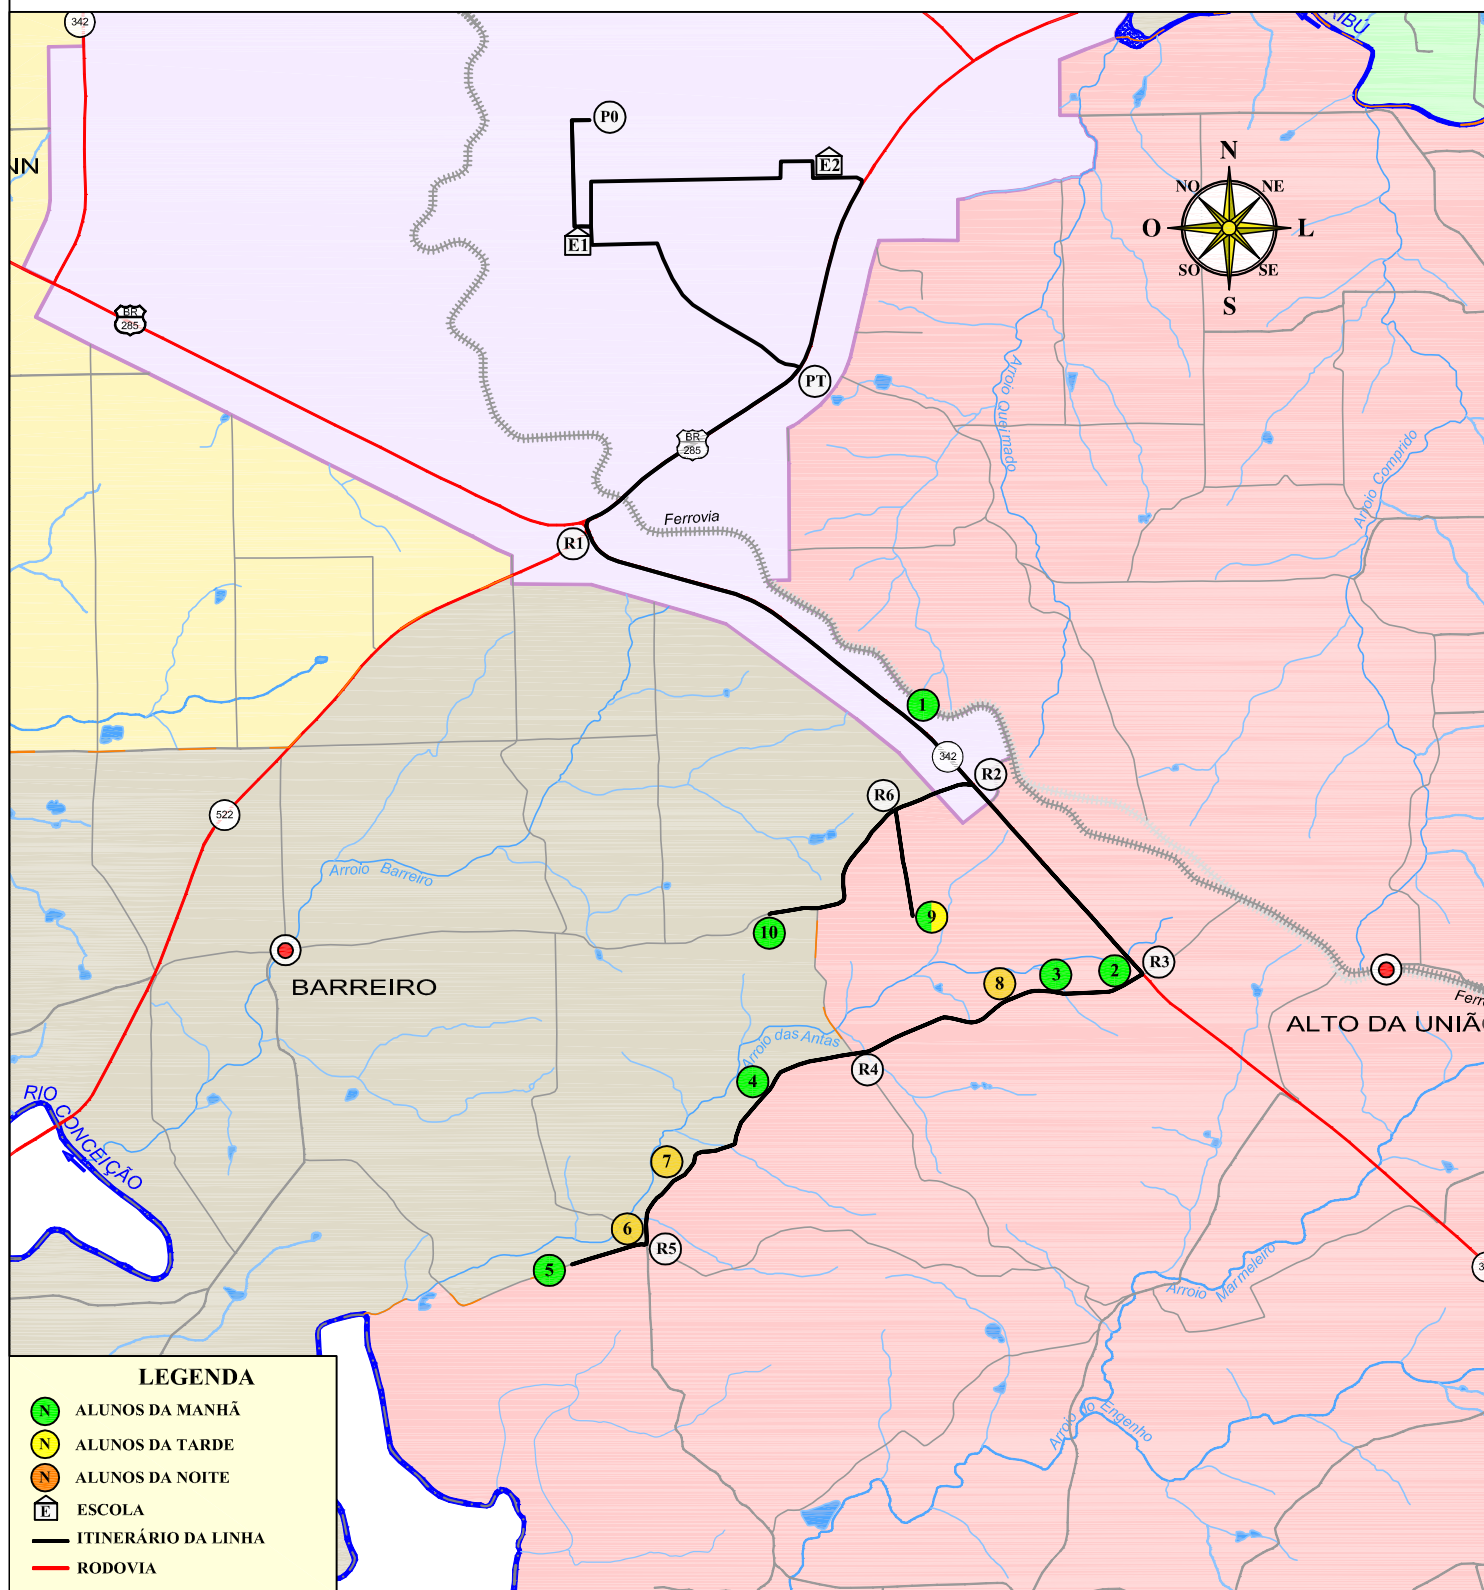 342
RIBÚ
NN
P0
E2
E1
N
NO
NE
O
L
SO
SE
S
BR
285
PT
BR
285
Arroio Queimado
Arroio Comprido
Ferrovia
R1
1
342
R2
R6
522
Arroio Barreiro
9
10
BARREIRO
R3
2
3
8
ALTO DA UNIÃ
Ferr
Arroio das Antas
R4
4
RIO CONCEIÇÃO
7
6
R5
5
Arroio Marmeleiro
3
Arroio do Engenho
LEGENDA
N ALUNOS DA MANHÃ
N ALUNOS DA TARDE
N ALUNOS DA NOITE
E ESCOLA
ITINERÁRIO DA LINHA
RODOVIA